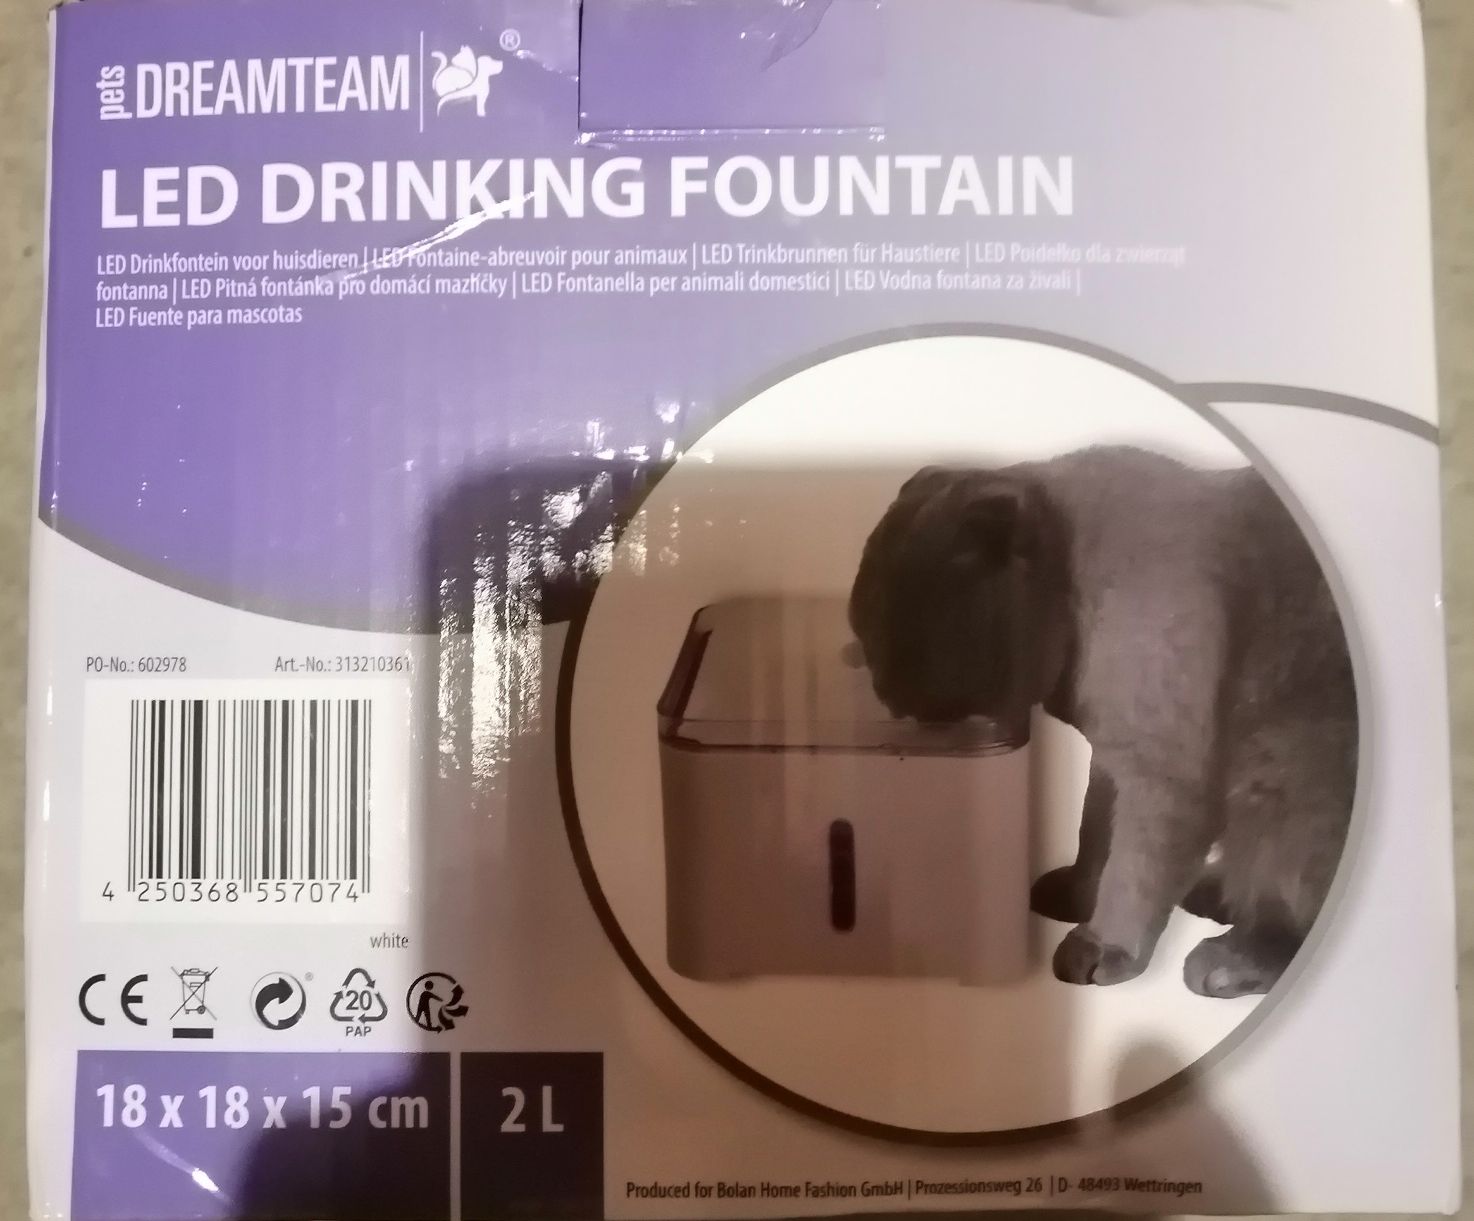 pets DREAMTEAM ®
LED DRINKING FOUNTAIN
LED Drinkfontein voor huisdieren | LED Fontaine-abreuvoir pour animaux | LED Trinkbrunnen für Haustiere | LED Poidełko dla zwierząt
fontanna | LED Pitná fontánka pro domácí mazlíčky | LED Fontanella per animali domestici | LED Vodna fontana za živali |
LED Fuente para mascotas
PO-No.: 602978 Art.-No.: 313210361
4 250368 557074
white
CE
20
PAP
18 x 18 x 15 cm 2 L
Produced for Bolan Home Fashion GmbH | Prozessionsweg 26 | D- 48493 Wettringen